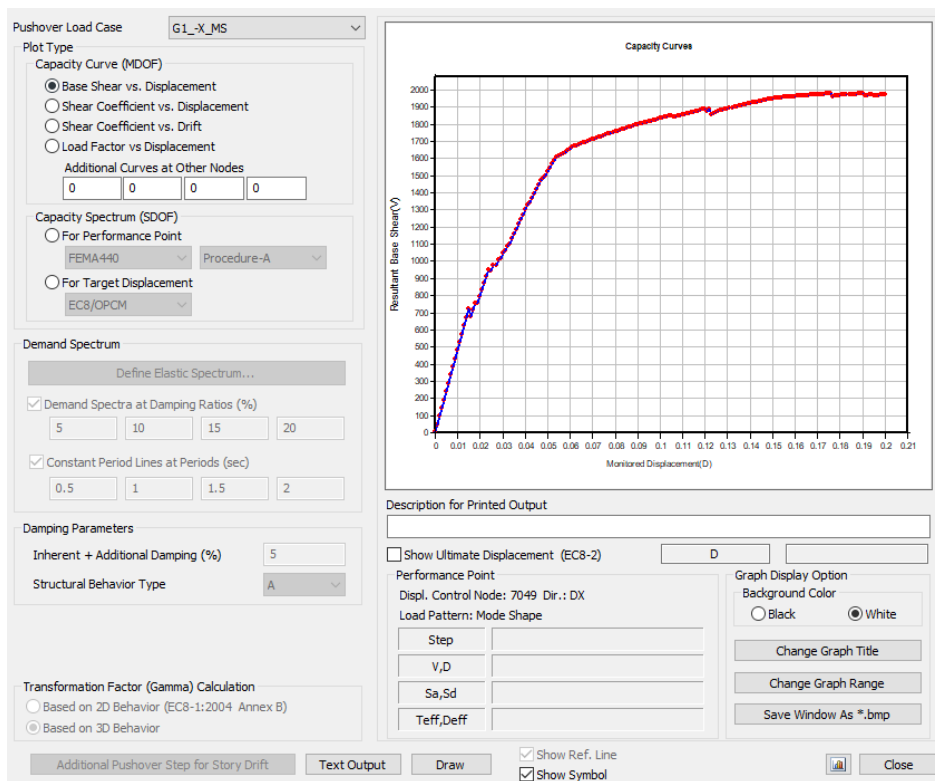 Pushover Load Case
G1_-X_MS
Plot Type
Capacity Curve (MDOF)
Base Shear vs. Displacement
Shear Coefficient vs. Displacement
Shear Coefficient vs. Drift
Load Factor vs Displacement
Additional Curves at Other Nodes
0 0 0 0
Capacity Spectrum (SDOF)
For Performance Point
FEMA440 Procedure-A
For Target Displacement
EC8/OPCM
Demand Spectrum
Define Elastic Spectrum...
Demand Spectra at Damping Ratios (%)
5 10 15 20
Constant Period Lines at Periods (sec)
0.5 1 1.5 2
Damping Parameters
Inherent + Additional Damping (%) 5
Structural Behavior Type A
Transformation Factor (Gamma) Calculation
Based on 2D Behavior (EC8-1:2004 Annex B)
Based on 3D Behavior
Capacity Curves
Resultant Base Shear(V)
2000
1900
1800
1700
1600
1500
1400
1300
1200
1100
1000
900
800
700
600
500
400
300
200
100
0
0 0.01 0.02 0.03 0.04 0.05 0.06 0.07 0.08 0.09 0.1 0.11 0.12 0.13 0.14 0.15 0.16 0.17 0.18 0.19 0.2 0.21
Monitored Displacement(D)
Description for Printed Output
Show Ultimate Displacement (EC8-2) D
Performance Point
Displ. Control Node: 7049 Dir.: DX
Load Pattern: Mode Shape
Step
V,D
Sa,Sd
Teff,Deff
Graph Display Option
Background Color
Black White
Change Graph Title
Change Graph Range
Save Window As *.bmp
Additional Pushover Step for Story Drift Text Output Draw
Show Ref. Line
Show Symbol
Close